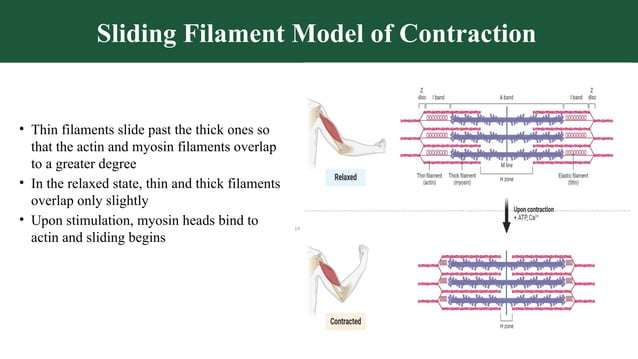 Sliding Filament Model of Contraction
• Thin filaments slide past the thick ones so
that the actin and myosin filaments overlap
to a greater degree
• In the relaxed state, thin and thick filaments
overlap only slightly
• Upon stimulation, myosin heads bind to
actin and sliding begins
Relaxed
Z
disc
I band
A band
I band
Z
disc
M line
Thin filament
(actin)
Thick filament
(myosin)
H zone
Elastic filament
(titin)
Upon contraction
+ ATP, Ca²⁺
Contracted
H zone